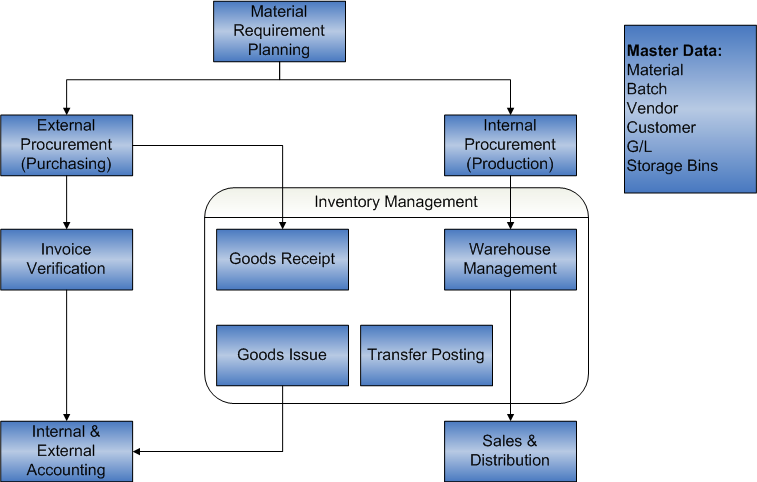 Material
Requirement
Planning
Master Data:
Material
Batch
Vendor
Customer
G/L
Storage Bins
External
Procurement
(Purchasing)
Internal
Procurement
(Production)
Inventory Management
Invoice
Verification
Goods Receipt
Warehouse
Management
Goods Issue
Transfer Posting
Internal &
External
Accounting
Sales &
Distribution